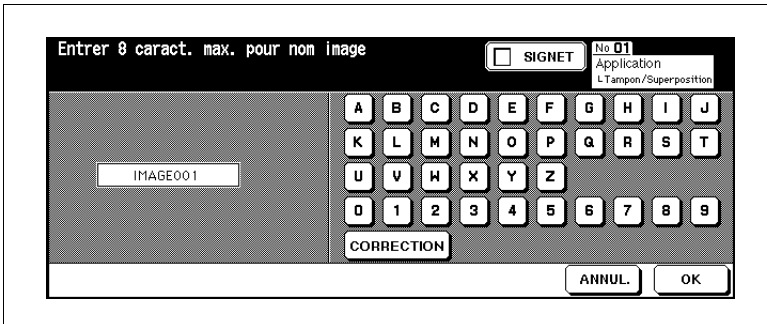 Entrer 8 caract. max. pour nom image
SIGNET
No 01
Application
└Tampon/Superposition
A B C D E F G H I J
K L M N O P Q R S T
IMAGE001
U V W X Y Z
0 1 2 3 4 5 6 7 8 9
CORRECTION
ANNUL. OK